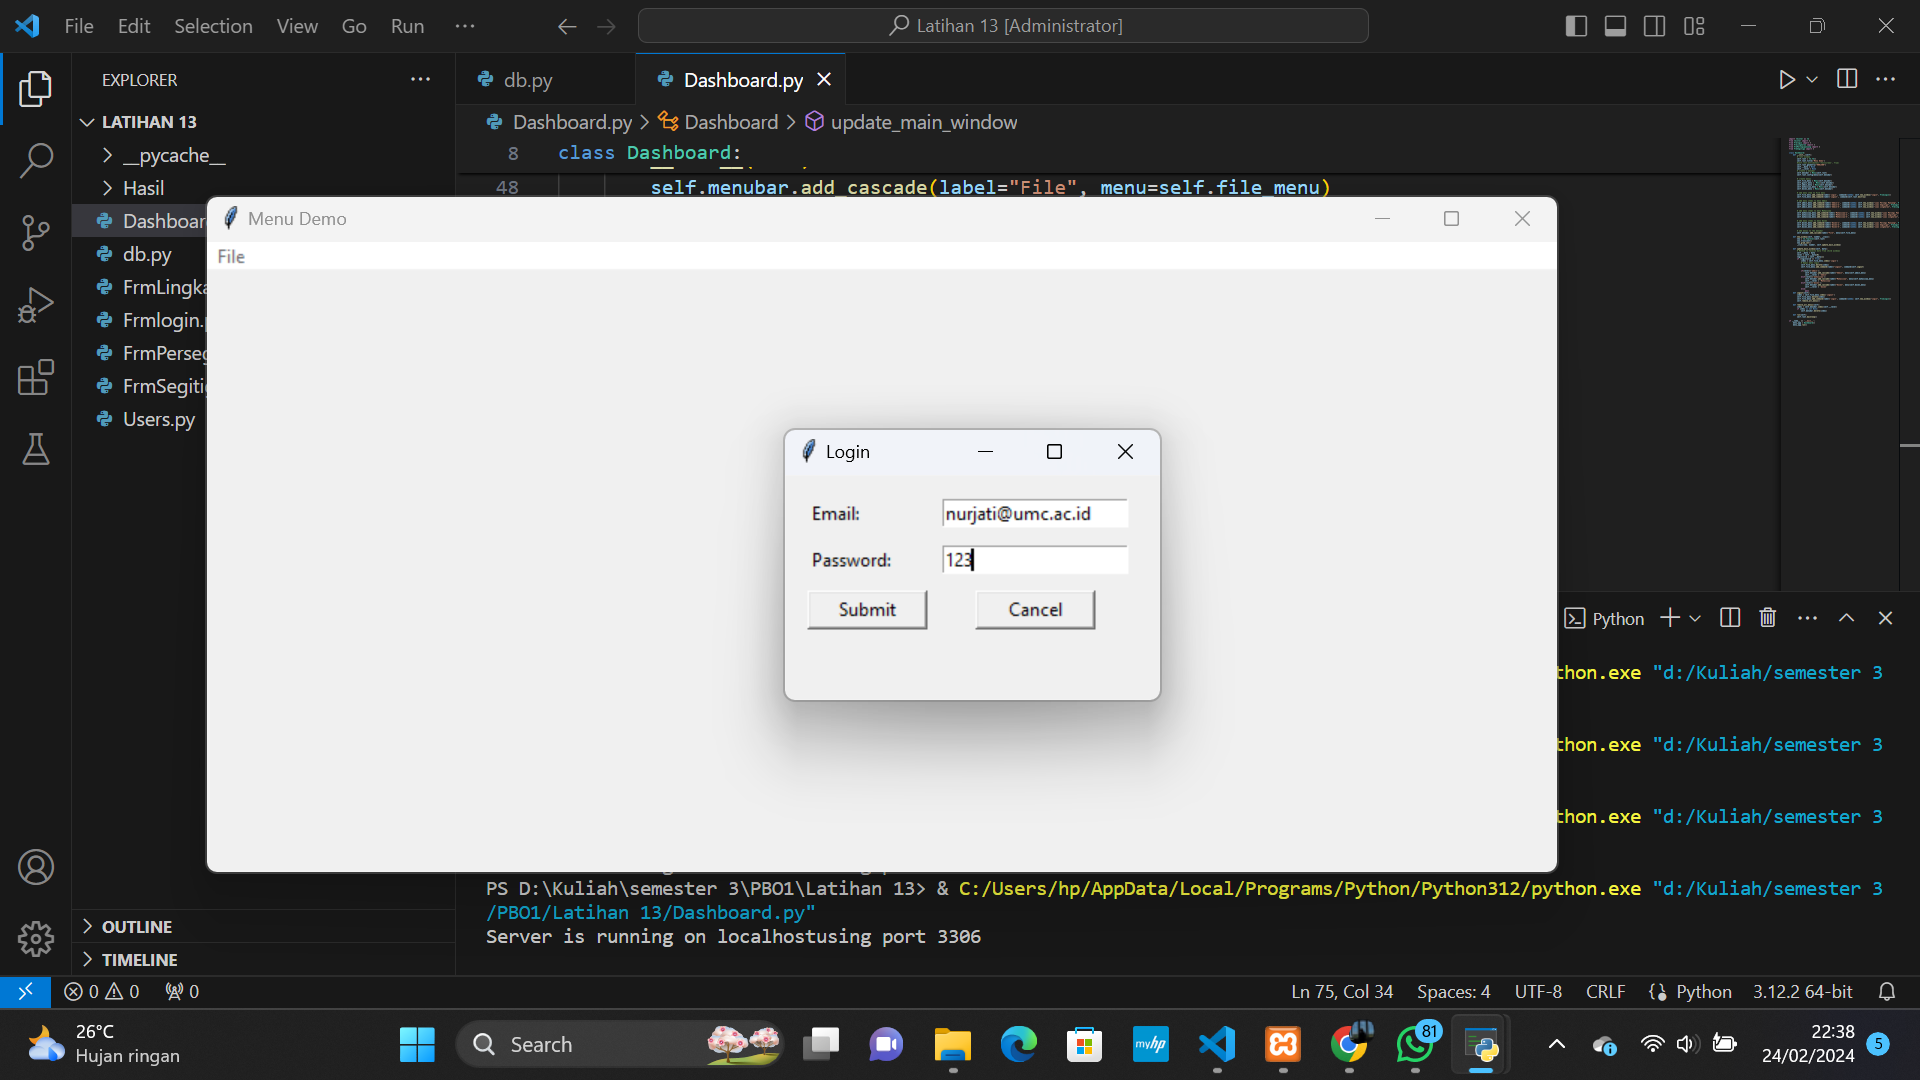 File Edit Selection View Go Run ···
Latihan 13 [Administrator]
EXPLORER
db.py
Dashboard.py
LATIHAN 13
Dashboard.py > Dashboard > update_main_window
__pycache__
8 class Dashboard:
Hasil
48 self.menubar.add_cascade(label="File", menu=self.file_menu)
Dashboar
db.py
FrmLingka
Frmlogin.
FrmPerseg
FrmSegiti
Users.py
Menu Demo
File
Login
Email: nurjati@umc.ac.id
Password: 123
Submit Cancel
Python
thon.exe "d:/Kuliah/semester 3
thon.exe "d:/Kuliah/semester 3
thon.exe "d:/Kuliah/semester 3
PS D:\Kuliah\semester 3\PBO1\Latihan 13> & C:/Users/hp/AppData/Local/Programs/Python/Python312/python.exe "d:/Kuliah/semester 3
/PBO1/Latihan 13/Dashboard.py"
Server is running on localhostusing port 3306
OUTLINE
TIMELINE
0 0 0
Ln 75, Col 34 Spaces: 4 UTF-8 CRLF Python 3.12.2 64-bit
26°C
Hujan ringan
Search
myhp
81
22:38
24/02/2024
5